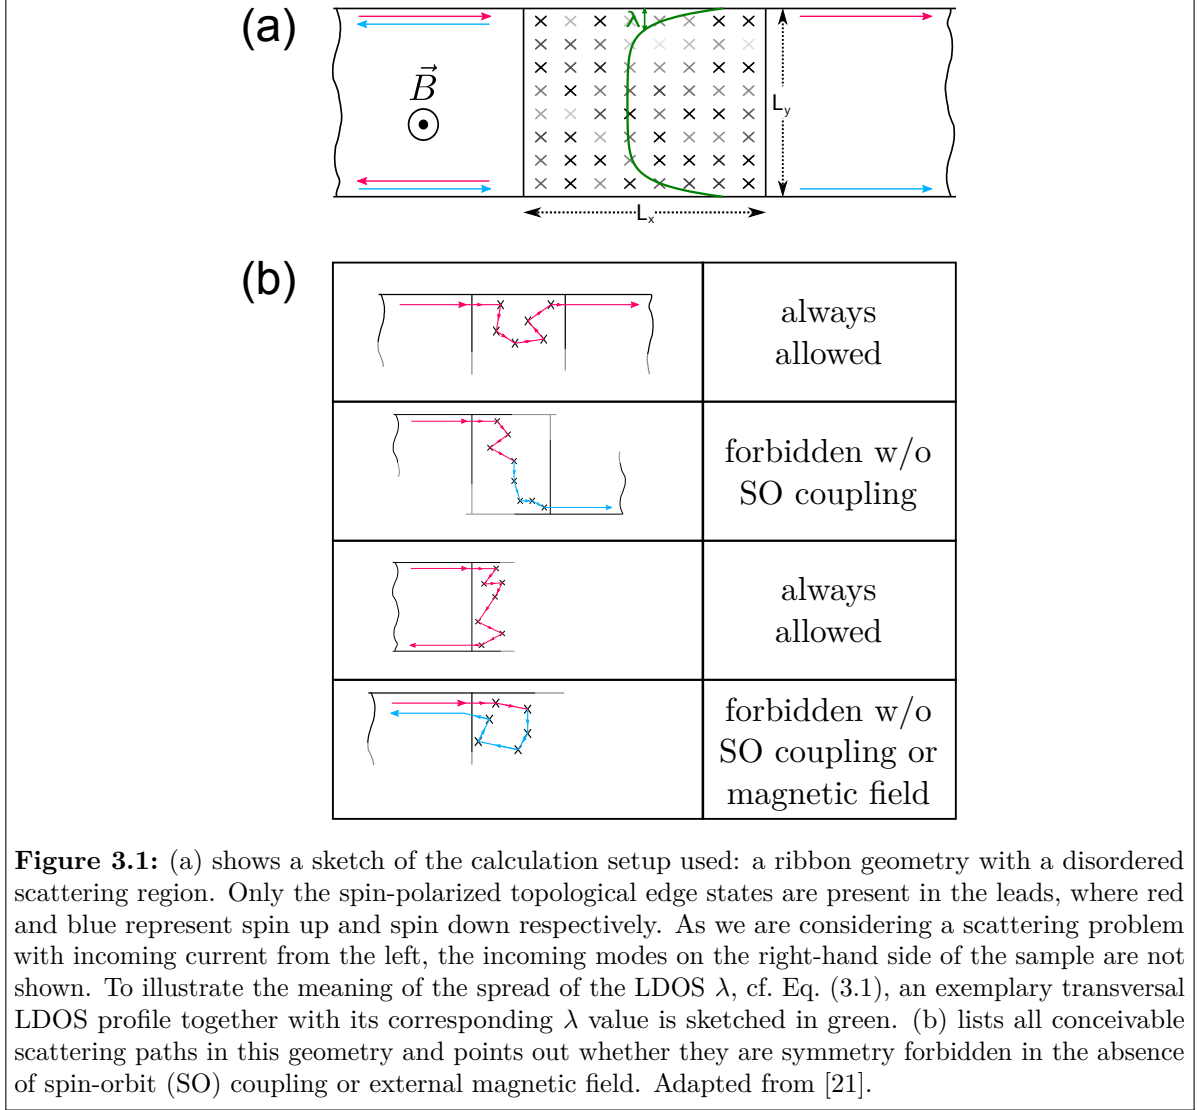 (a)
λ
B
L_y
L_x
(b)
always
allowed
forbidden w/o
SO coupling
always
allowed
forbidden w/o
SO coupling or
magnetic field
Figure 3.1: (a) shows a sketch of the calculation setup used: a ribbon geometry with a disordered
scattering region. Only the spin-polarized topological edge states are present in the leads, where red
and blue represent spin up and spin down respectively. As we are considering a scattering problem
with incoming current from the left, the incoming modes on the right-hand side of the sample are not
shown. To illustrate the meaning of the spread of the LDOS λ, cf. Eq. (3.1), an exemplary transversal
LDOS profile together with its corresponding λ value is sketched in green. (b) lists all conceivable
scattering paths in this geometry and points out whether they are symmetry forbidden in the absence
of spin-orbit (SO) coupling or external magnetic field. Adapted from [21].